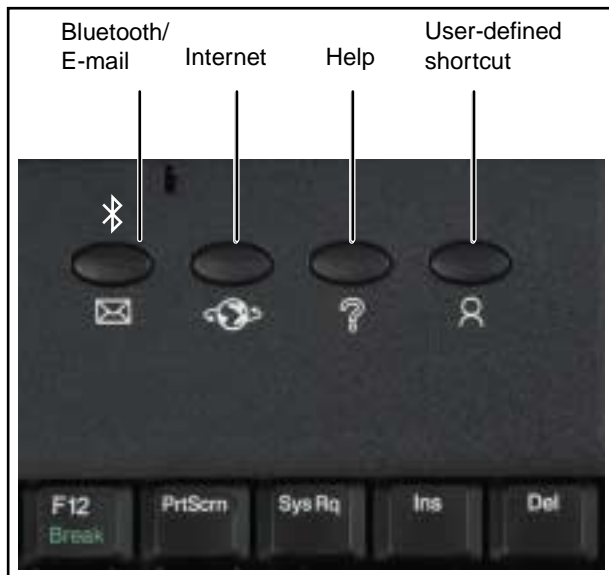 Bluetooth/
E-mail
Internet
Help
User-defined
shortcut
F12
Break
PrtScrn
Sys Rq
Ins
Del